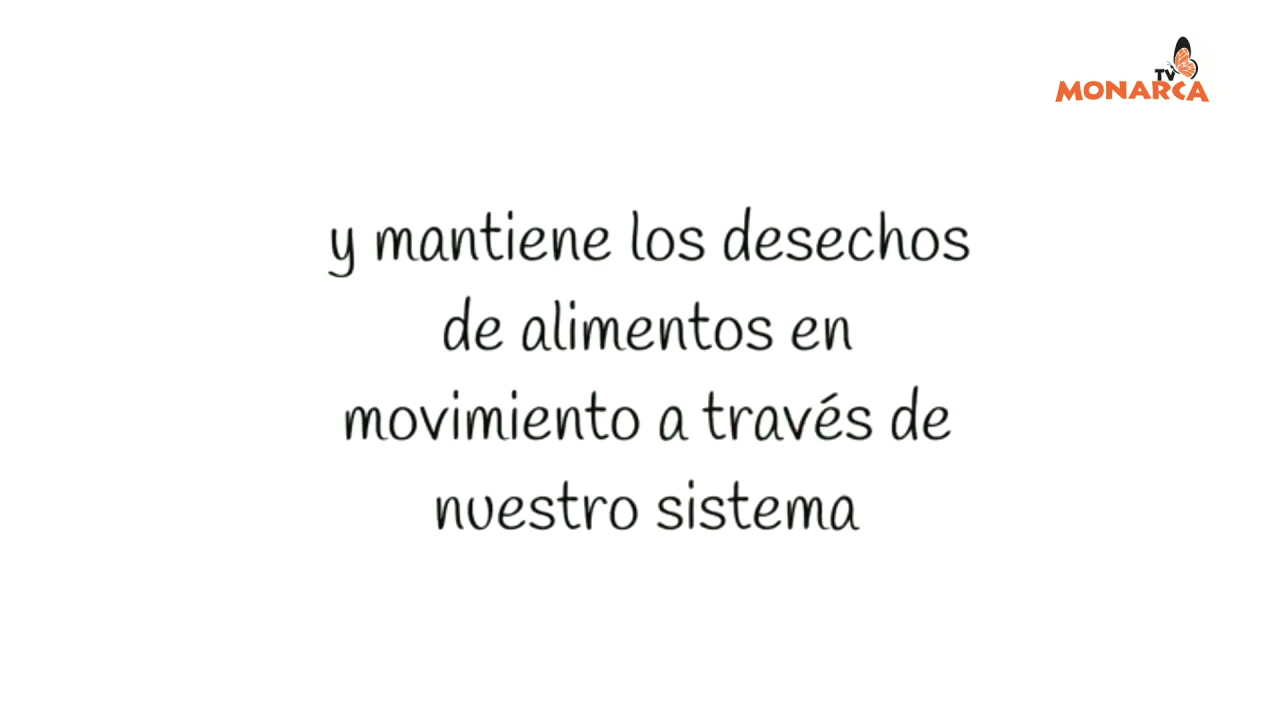 TV
MONARCA
y mantiene los desechos
de alimentos en
movimiento a través de
nuestro sistema